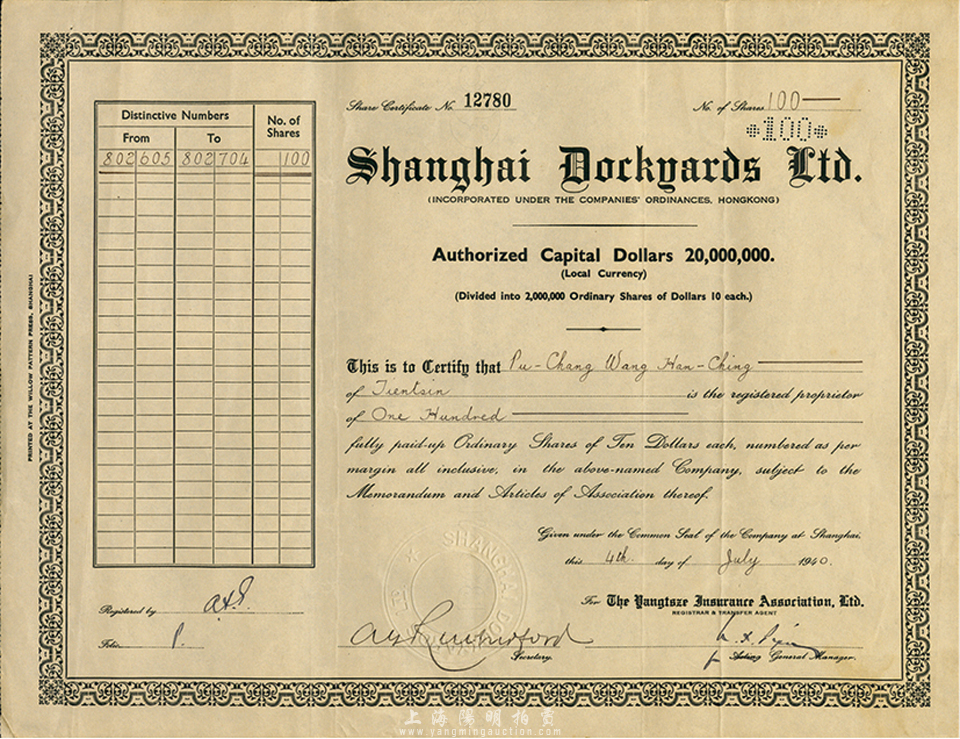 Share Certificate No. 12780
No. of Shares 100
*100*
Distinctive Numbers
No. of Shares
From
To
802605 802704 100
Shanghai Dockyards Ltd.
(INCORPORATED UNDER THE COMPANIES' ORDINANCES, HONGKONG)
Authorized Capital Dollars 20,000,000.
(Local Currency)
(Divided into 2,000,000 Ordinary Shares of Dollars 10 each.)
This is to Certify that Pu-Chang Wang Han-Ching
of Tientsin is the registered proprietor
of One Hundred
fully paid-up Ordinary Shares of Ten Dollars each, numbered as per
margin all inclusive, in the above-named Company, subject to the
Memorandum and Articles of Association thereof.
Given under the Common Seal of the Company at Shanghai.
this 4th. day of July 1940.
For The Yangtsze Insurance Association, Ltd.
REGISTRAR & TRANSFER AGENT
Registered by
Folio P.
Secretary.
Acting General Manager.
SHANGHAI DOC
LTD
PRINTED AT THE WILLOW PATTERN PRESS, SHANGHAI
上海陽明拍賣
www.yangmingauction.com